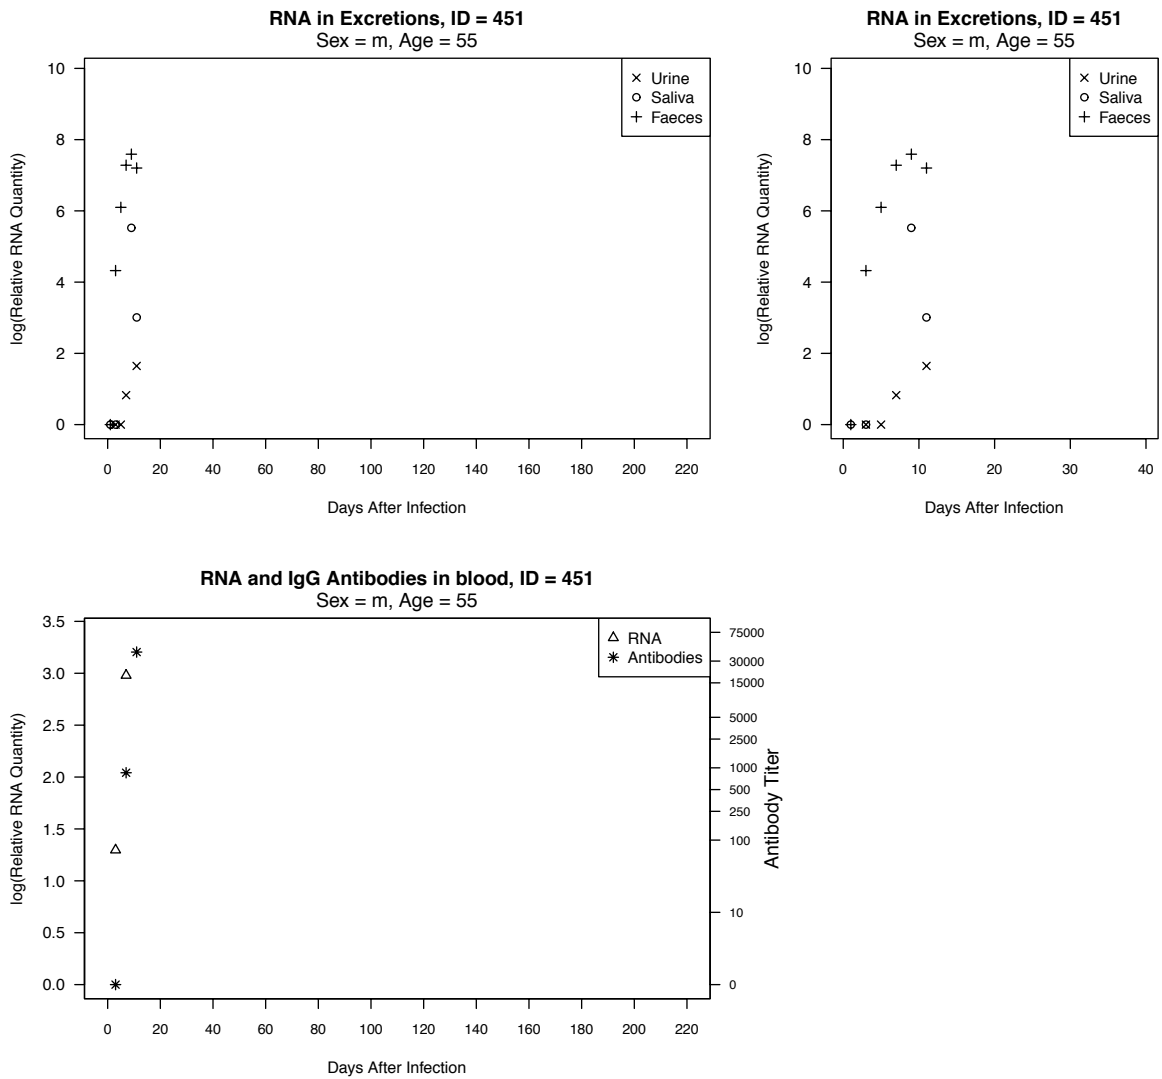 RNA in Excretions, ID = 451
Sex = m, Age = 55
10
8
6
4
2
0
log(Relative RNA Quantity)
Urine
Saliva
Faeces
0 20 40 60 80 100 120 140 160 180 200 220
Days After Infection
RNA in Excretions, ID = 451
Sex = m, Age = 55
10
8
6
4
2
0
log(Relative RNA Quantity)
Urine
Saliva
Faeces
0 10 20 30 40
Days After Infection
RNA and IgG Antibodies in blood, ID = 451
Sex = m, Age = 55
3.5
3.0
2.5
2.0
1.5
1.0
0.5
0.0
log(Relative RNA Quantity)
RNA
Antibodies
75000
30000
15000
5000
2500
1000
500
250
100
10
0
Antibody Titer
0 20 40 60 80 100 120 140 160 180 200 220
Days After Infection